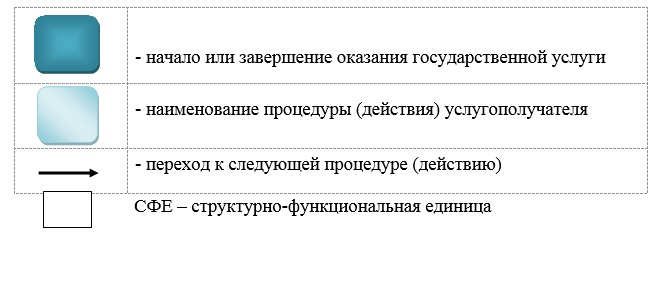 - начало или завершение оказания государственной услуги
- наименование процедуры (действия) услугополучателя
- переход к следующей процедуре (действию)
СФЕ – структурно-функциональная единица